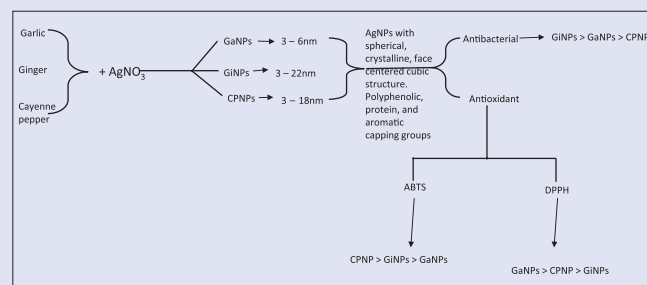 Garlic
Ginger
Cayenne
pepper
+ AgNO3
GaNPs
3 – 6nm
GiNPs
3 – 22nm
CPNPs
3 – 18nm
AgNPs with
spherical,
crystalline, face
centered cubic
structure.
Polyphenolic,
protein, and
aromatic
capping groups
Antibacterial
GiNPs > GaNPs > CPNP
Antioxidant
ABTS
DPPH
CPNP > GiNPs > GaNPs
GaNPs > CPNP > GiNPs